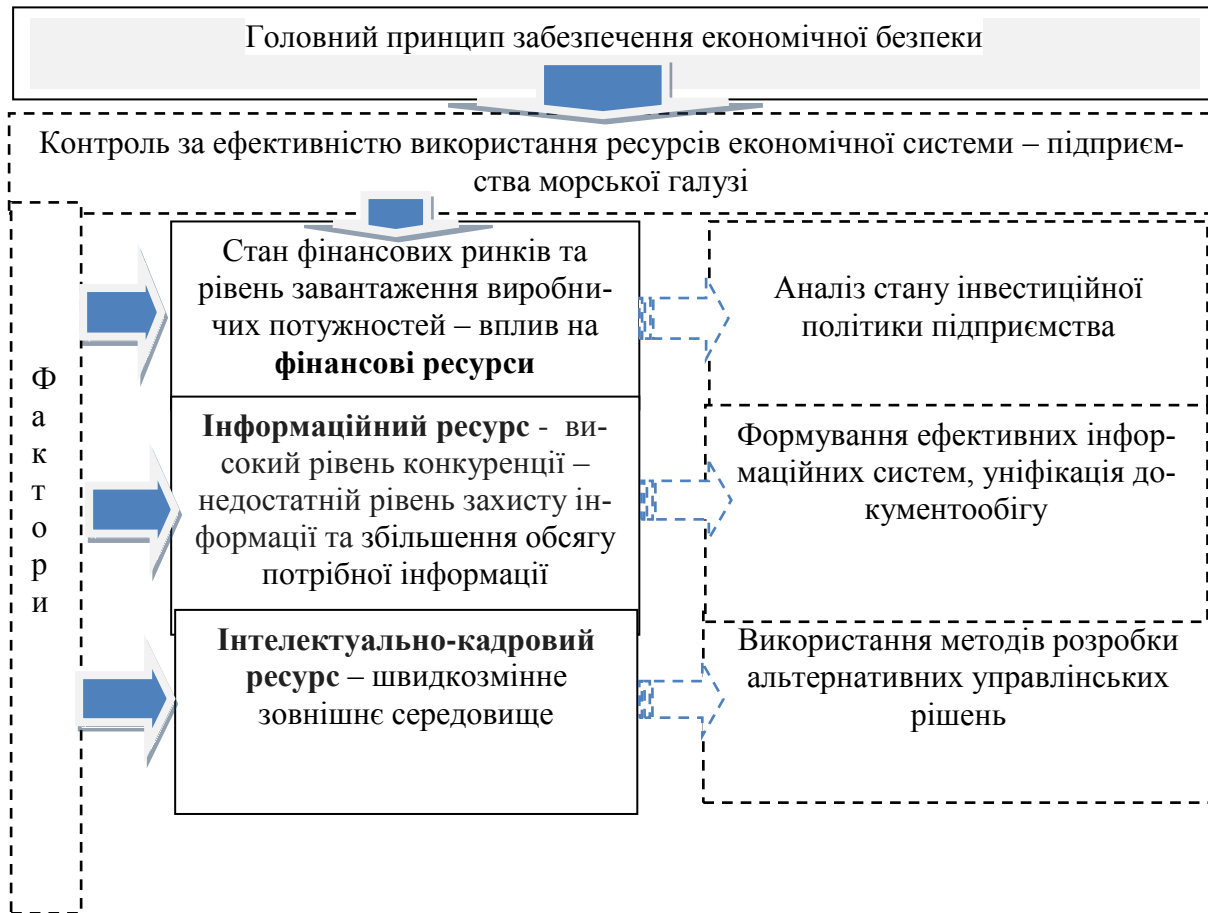 Головний принцип забезпечення економічної безпеки
Контроль за ефективністю використання ресурсів економічної системи – підприєм-
ства морської галузі
Фактори
Стан фінансових ринків та
рівень завантаження виробни-
чих потужностей – вплив на
фінансові ресурси
Аналіз стану інвестиційної
політики підприємства
Інформаційний ресурс - ви-
сокий рівень конкуренції –
недостатній рівень захисту ін-
формації та збільшення обсягу
потрібної інформації
Формування ефективних інфор-
маційних систем, уніфікація до-
кументообігу
Інтелектуально-кадровий
ресурс – швидкозмінне
зовнішнє середовище
Використання методів розробки
альтернативних управлінських
рішень